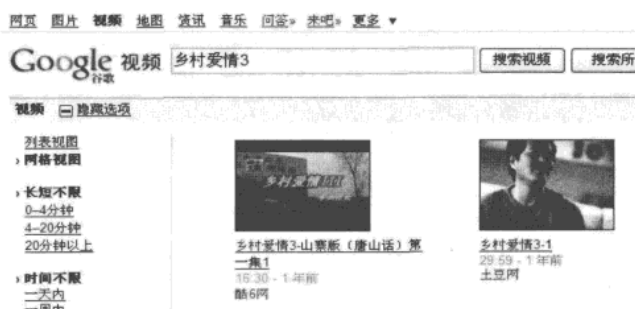 网页 图片 视频 地图 资讯 音乐 问答» 来吧» 更多 ▼
Google 谷歌 视频 乡村爱情3 搜索视频 搜索所
视频 隐藏选项
列表视图
› 网格视图
› 长短不限
0–4分钟
4–20分钟
20分钟以上
› 时间不限
一天内
一周内
乡村爱情
乡村爱情3-山寨版（唐山话）第
一集1
16:30 - 1 年前
酷6网
乡村爱情3-1
29:59 - 1 年前
土豆网